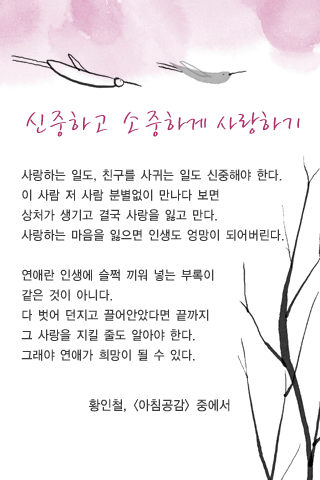 신중하고 소중하게 사랑하기
사랑하는 일도, 친구를 사귀는 일도 신중해야 한다.
이 사람 저 사람 분별없이 만나다 보면
상처가 생기고 결국 사랑을 잃고 만다.
사랑하는 마음을 잃으면 인생도 엉망이 되어버린다.
연애란 인생에 슬쩍 끼워 넣는 부록이
같은 것이 아니다.
다 벗어 던지고 끌어안았다면 끝까지
그 사랑을 지킬 줄도 알아야 한다.
그래야 연애가 희망이 될 수 있다.
황인철, <아침공감> 중에서